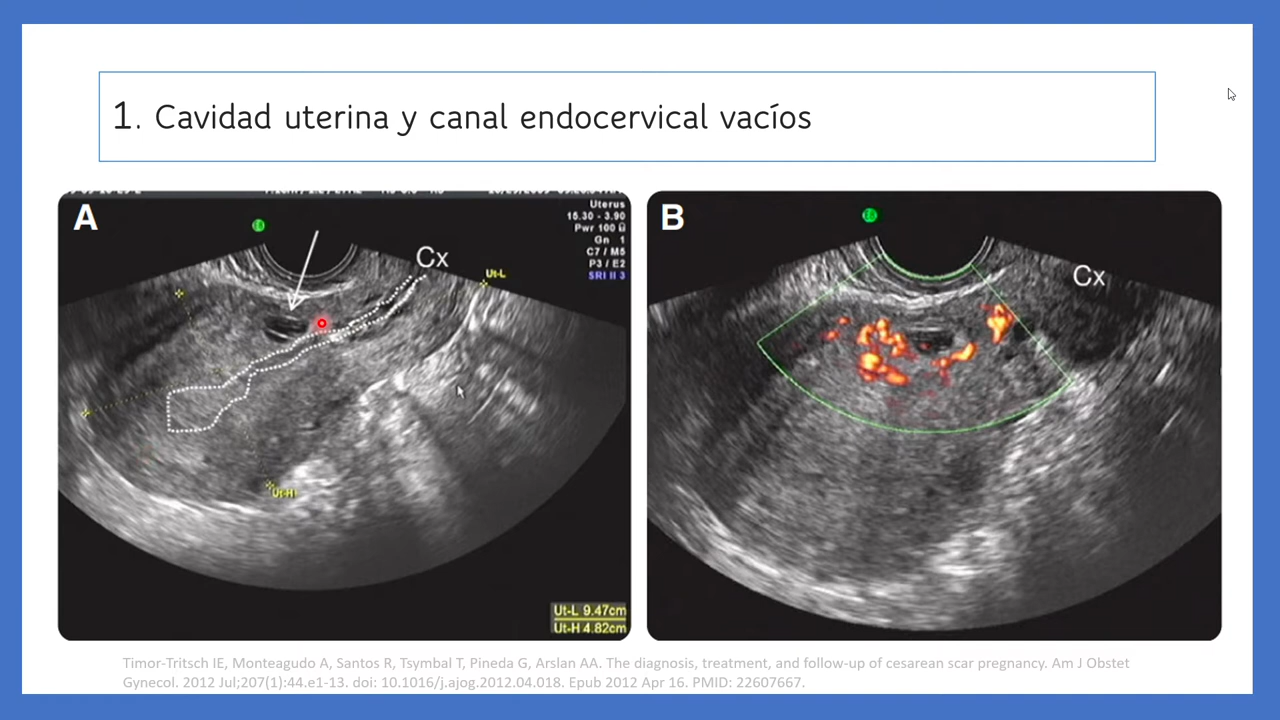 1. Cavidad uterina y canal endocervical vacíos
A
Uterus
15.30 - 3.90
Pwr 100
Gn 1
C7 / M5
P3 / E2
SRI II 3
Cx
Ut-L
Ut-H
Ut-L 9.47cm
Ut-H 4.82cm
B
Cx
Timor-Tritsch IE, Monteagudo A, Santos R, Tsymbal T, Pineda G, Arslan AA. The diagnosis, treatment, and follow-up of cesarean scar pregnancy. Am J Obstet
Gynecol. 2012 Jul;207(1):44.e1-13. doi: 10.1016/j.ajog.2012.04.018. Epub 2012 Apr 16. PMID: 22607667.